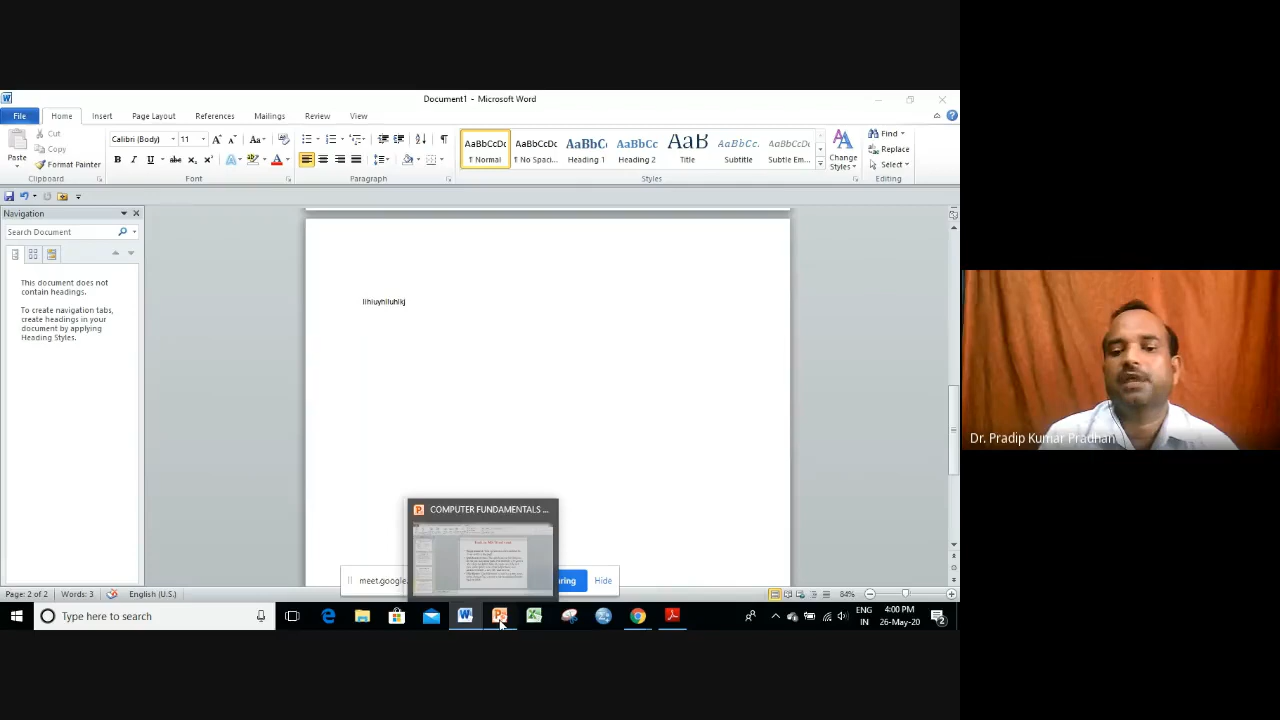 Document1 - Microsoft Word
File Home Insert Page Layout References Mailings Review View
Cut
Copy
Paste Format Painter
Clipboard
Calibri (Body) 11
Font
Paragraph
AaBbCcDc AaBbCcDc AaBbC AaBbCc AaB AaBbCc. AaBbCcDc
¶ Normal ¶ No Spaci... Heading 1 Heading 2 Title Subtitle Subtle Em...
Styles
Change Styles
Find
Replace
Select
Editing
Navigation
Search Document
This document does not
contain headings.
To create navigation tabs,
create headings in your
document by applying
Heading Styles.
COMPUTER FUNDAMENTALS ...
meet.google. ring Hide
Page: 2 of 2 Words: 3 English (U.S.) 84%
Type here to search
ENG
IN
4:00 PM
26-May-20
2
Dr. Pradip Kumar Pradhan